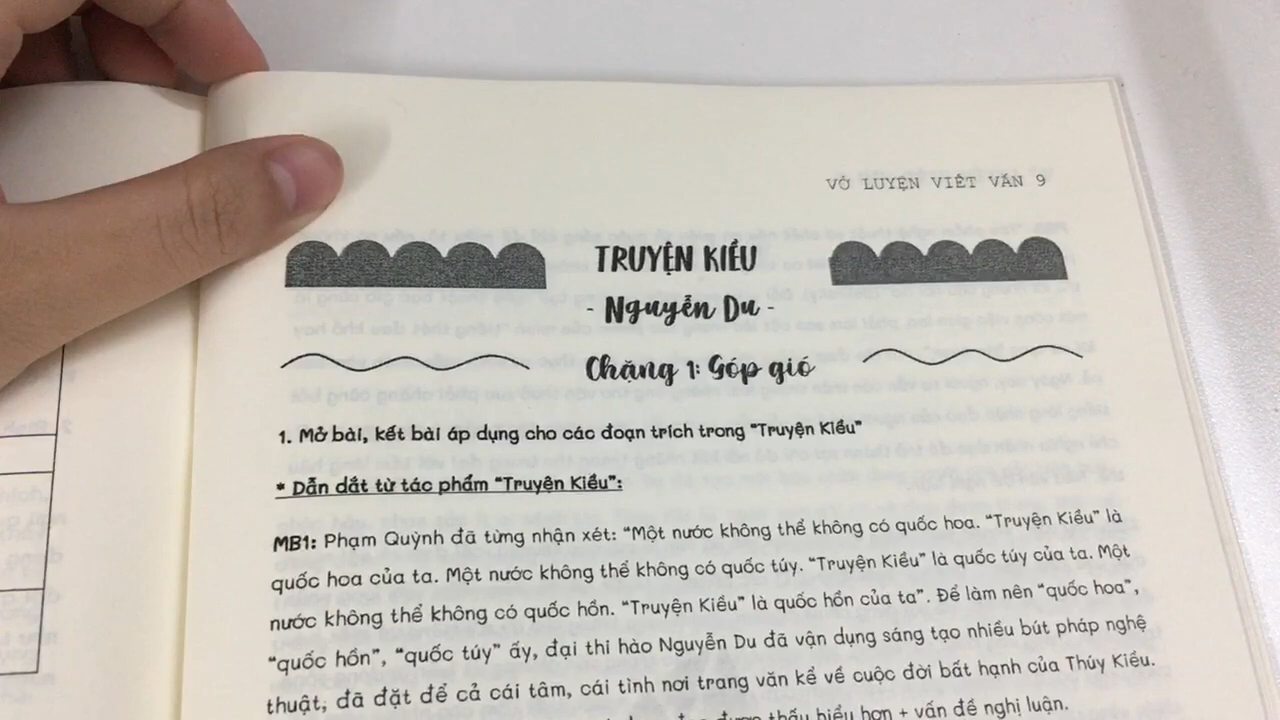 VỞ LUYỆN VIẾT VĂN 9
TRUYỆN KIỀU
- Nguyễn Du -
Chặng 1: Góp gió
1. Mở bài, kết bài áp dụng cho các đoạn trích trong "Truyện Kiều"
* Dẫn dắt từ tác phẩm "Truyện Kiều":
MB1: Phạm Quỳnh đã từng nhận xét: "Một nước không thể không có quốc hoa. "Truyện Kiều" là
quốc hoa của ta. Một nước không thể không có quốc túy. "Truyện Kiều" là quốc túy của ta. Một
nước không thể không có quốc hồn. "Truyện Kiều" là quốc hồn của ta". Để làm nên "quốc hoa",
"quốc hồn", "quốc túy" ấy, đại thi hào Nguyễn Du đã vận dụng sáng tạo nhiều bút pháp nghệ
thuật, đã đặt để cả cái tâm, cái tình nơi trang văn kể về cuộc đời bất hạnh của Thúy Kiều.
được thấu hiểu hơn + vấn đề nghị luận.